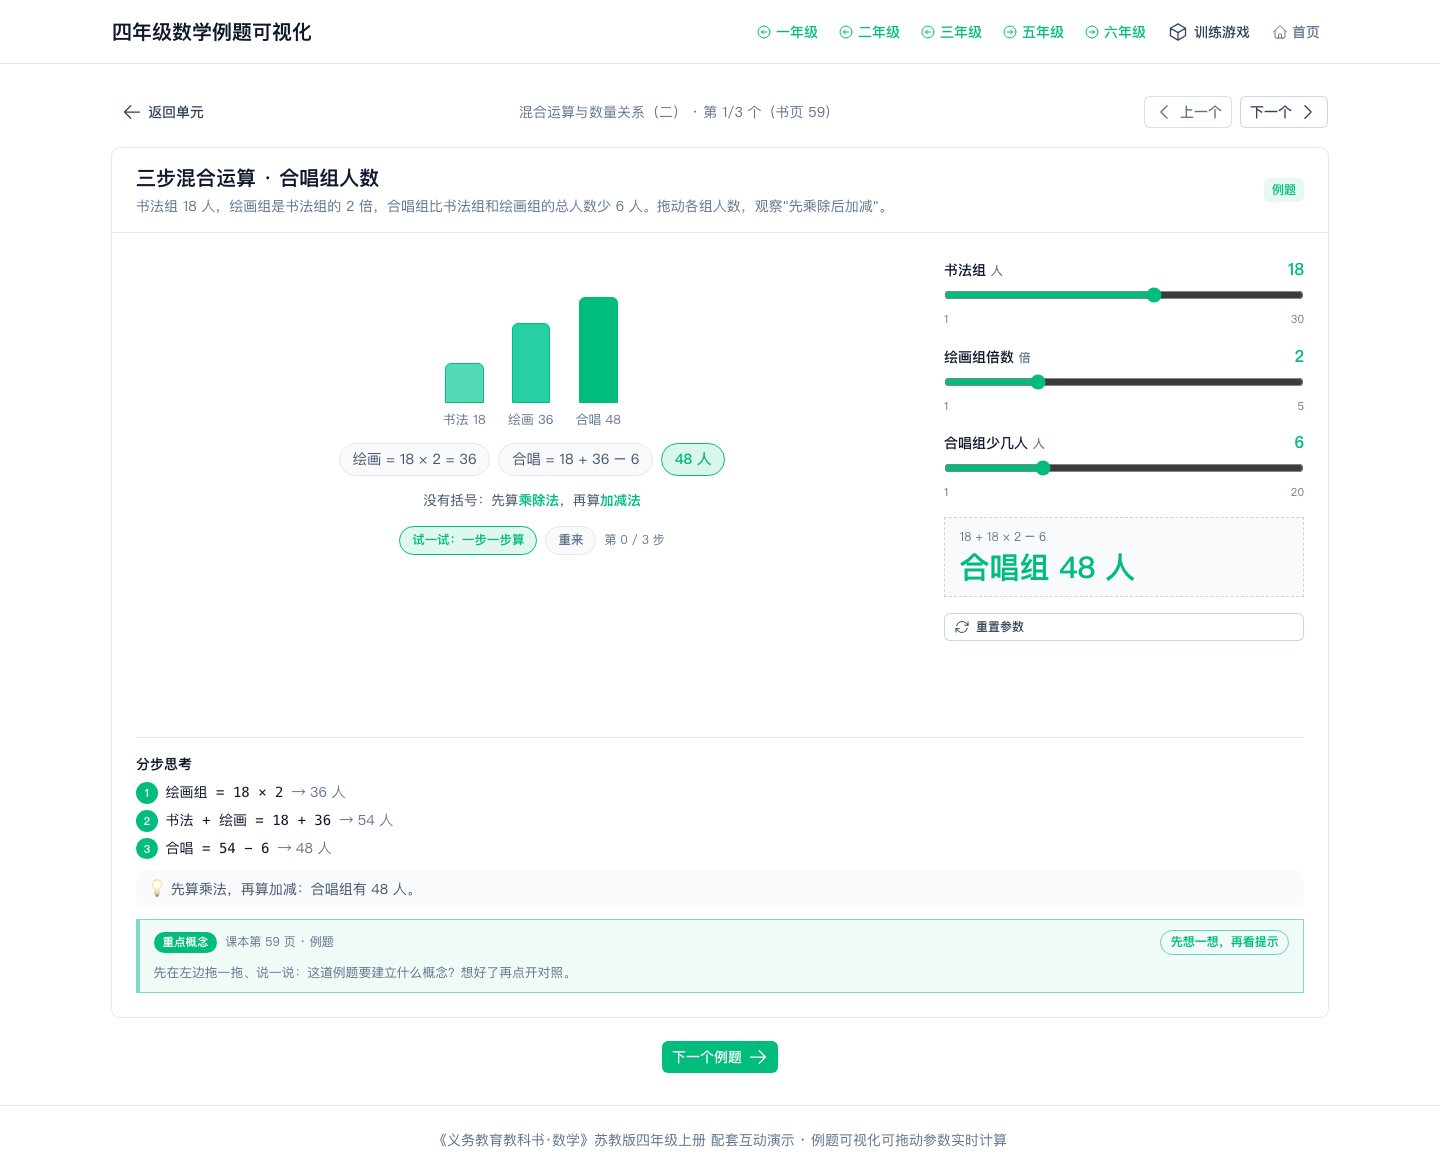 四年级数学例题可视化
一年级 二年级 三年级 五年级 六年级 训练游戏 首页
返回单元
混合运算与数量关系（二） · 第 1/3 个（书页 59）
上一个 下一个
三步混合运算 · 合唱组人数
书法组 18 人，绘画组是书法组的 2 倍，合唱组比书法组和绘画组的总人数少 6 人。拖动各组人数，观察"先乘除后加减"。
例题
书法 18 绘画 36 合唱 48
绘画 = 18 × 2 = 36 合唱 = 18 + 36 − 6 48 人
没有括号：先算乘除法，再算加减法
试一试：一步一步算 重来 第 0 / 3 步
书法组 人 18
1 30
绘画组倍数 倍 2
1 5
合唱组少几人 人 6
1 20
18 + 18 × 2 − 6
合唱组 48 人
重置参数
分步思考
1 绘画组 = 18 × 2 → 36 人
2 书法 + 绘画 = 18 + 36 → 54 人
3 合唱 = 54 − 6 → 48 人
💡 先算乘法，再算加减：合唱组有 48 人。
重点概念 课本第 59 页 · 例题 先想一想，再看提示
先在左边拖一拖、说一说：这道例题要建立什么概念？想好了再点开对照。
下一个例题 →
《义务教育教科书·数学》苏教版四年级上册 配套互动演示 · 例题可视化可拖动参数实时计算